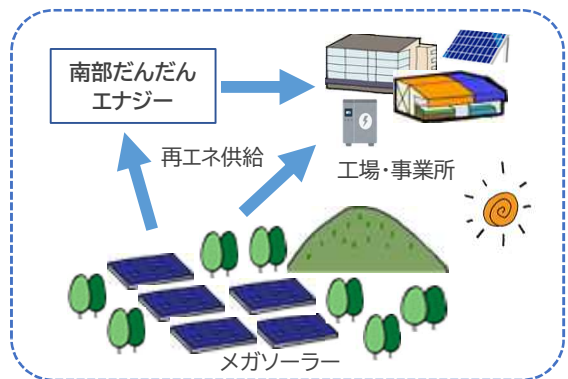 南部だんだん
エナジー
再エネ供給
工場・事業所
メガソーラー